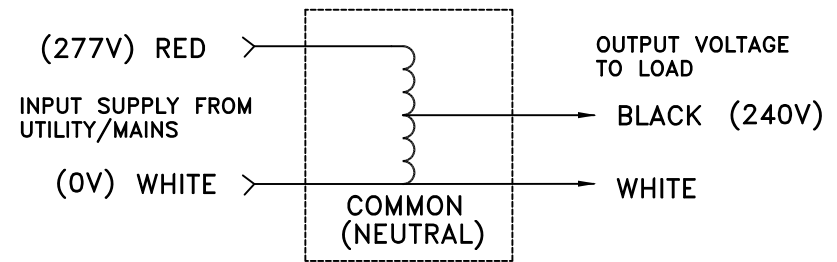 (277V) RED
INPUT SUPPLY FROM
UTILITY/MAINS
(0V) WHITE
COMMON
(NEUTRAL)
OUTPUT VOLTAGE
TO LOAD
BLACK (240V)
WHITE